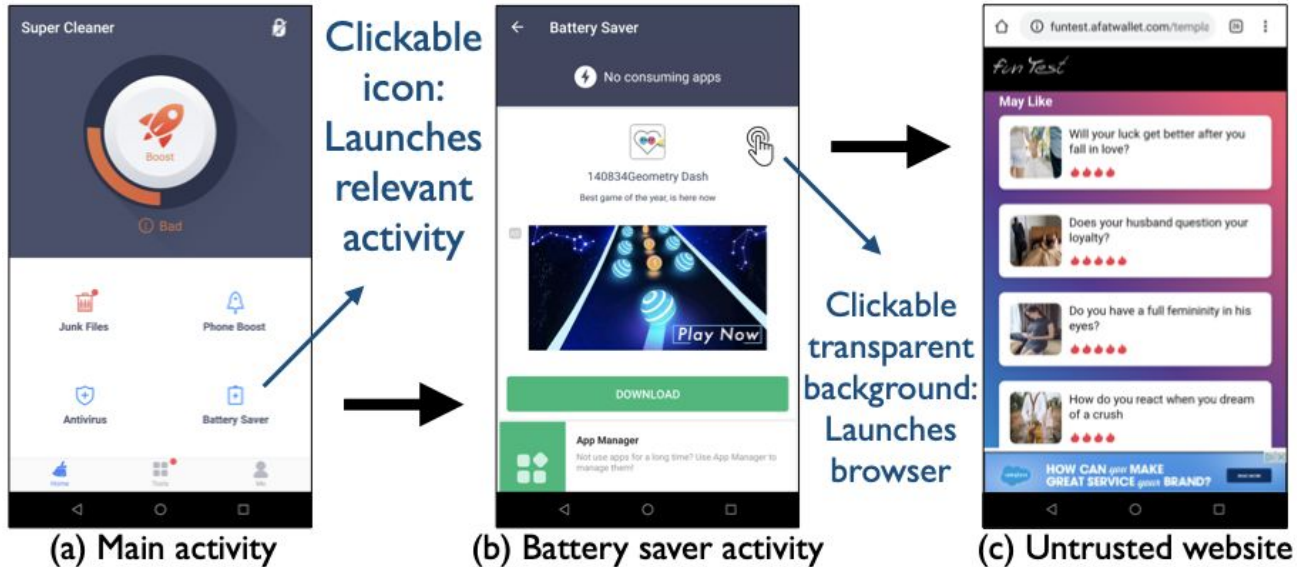 Super Cleaner
Boost
Bad
Junk Files
Phone Boost
Antivirus
Battery Saver
Home
Tools
Me
(a) Main activity
Clickable
icon:
Launches
relevant
activity
Battery Saver
No consuming apps
140834Geometry Dash
Best game of the year, is here now
Play Now
DOWNLOAD
App Manager
Not use apps for a long time? Use App Manager to
manage them!
(b) Battery saver activity
Clickable
transparent
background:
Launches
browser
funtest.afatwallet.com/templa
fun Test
May Like
Will your luck get better after you
fall in love?
Does your husband question your
loyalty?
Do you have a full femininity in his
eyes?
How do you react when you dream
of a crush
HOW CAN you MAKE
GREAT SERVICE your BRAND?
(c) Untrusted website